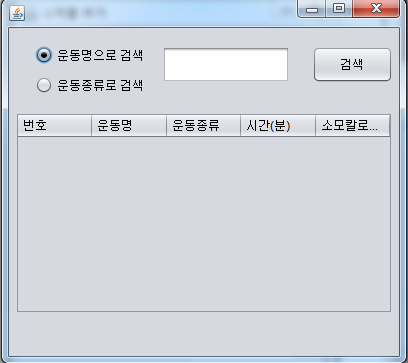 운동명으로 검색
검색
운동종류로 검색
번호 운동명 운동종류 시간(분) 소모칼로...